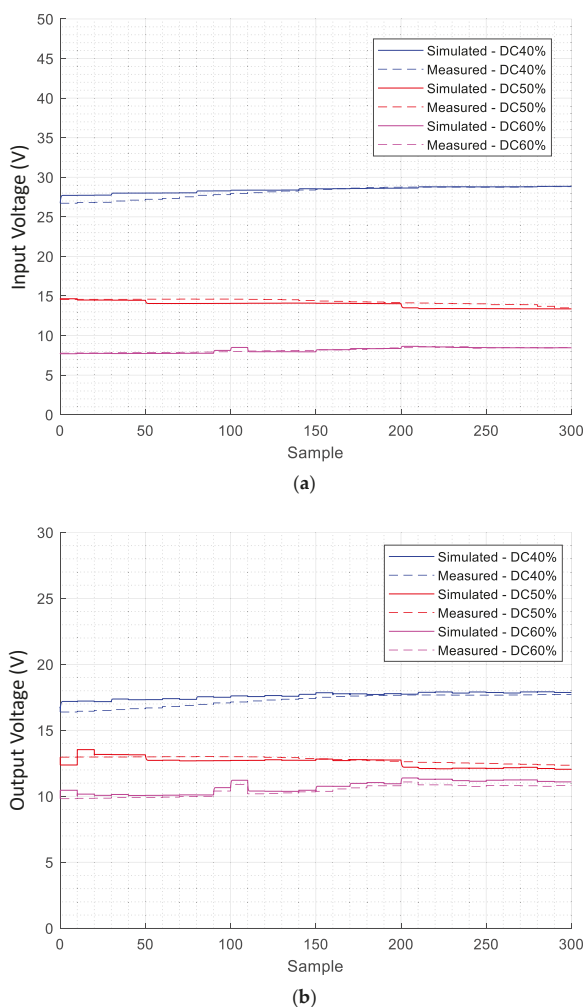 50
45
40
35
30
25
20
15
10
5
0
Input Voltage (V)
Simulated - DC40%
Measured - DC40%
Simulated - DC50%
Measured - DC50%
Simulated - DC60%
Measured - DC60%
0 50 100 150 200 250 300
Sample
(a)
30
25
20
15
10
5
0
Output Voltage (V)
Simulated - DC40%
Measured - DC40%
Simulated - DC50%
Measured - DC50%
Simulated - DC60%
Measured - DC60%
0 50 100 150 200 250 300
Sample
(b)